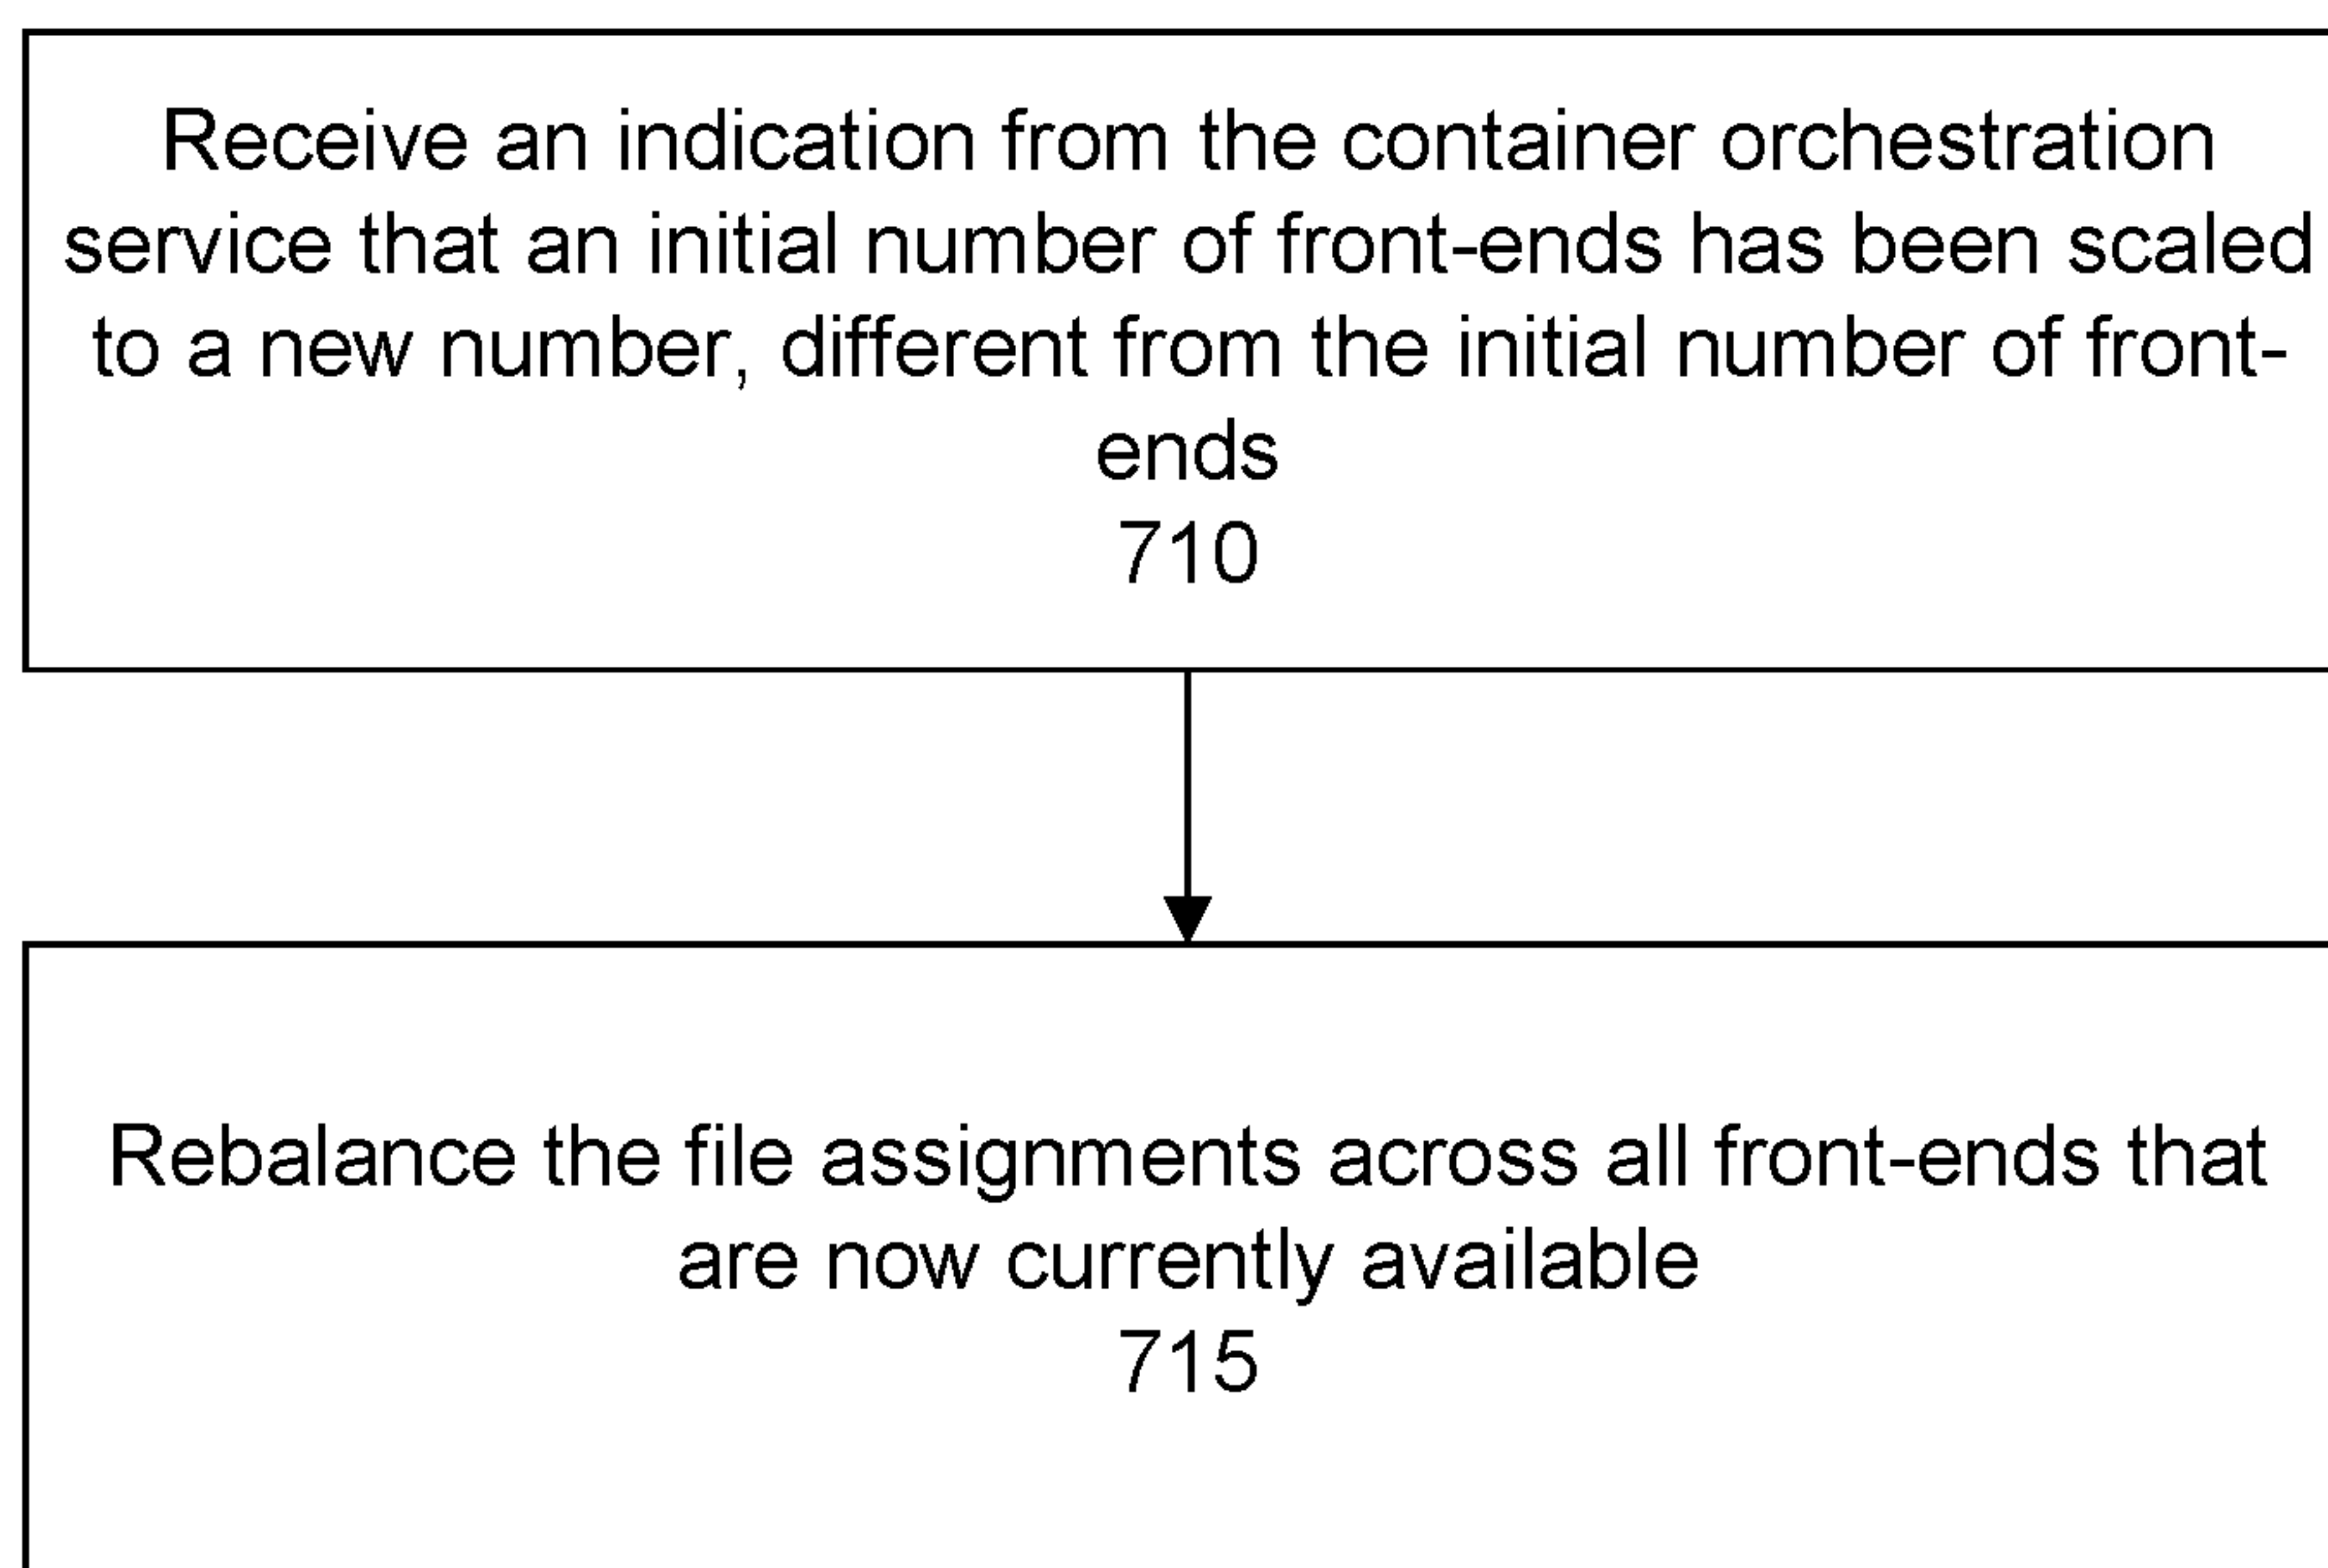 Receive an indication from the container orchestration
service that an initial number of front-ends has been scaled
to a new number, different from the initial number of front-
ends
710
Rebalance the file assignments across all front-ends that
are now currently available
715